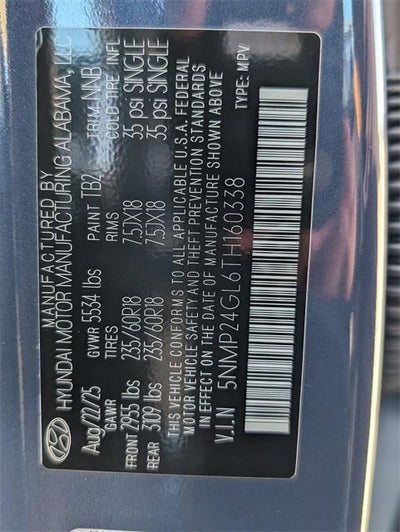 MANUFACTURED BY
HYUNDAI MOTOR MANUFACTURING ALABAMA, LLC
Aug/22/25 GVWR 5534 lbs PAINT TB2 TRIM NNB
GAWR TIRES RIMS COLD TIRE INFL
FRONT 2955 lbs 235/60R18 7.5JX18 35 psi SINGLE
REAR 3109 lbs 235/60R18 7.5JX18 35 psi SINGLE
THIS VEHICLE CONFORMS TO ALL APPLICABLE U.S.A. FEDERAL
MOTOR VEHICLE SAFETY AND THEFT PREVENTION STANDARDS
IN EFFECT ON THE DATE OF MANUFACTURE SHOWN ABOVE
V.I.N 5NMP24GL6TH160338 TYPE: MPV